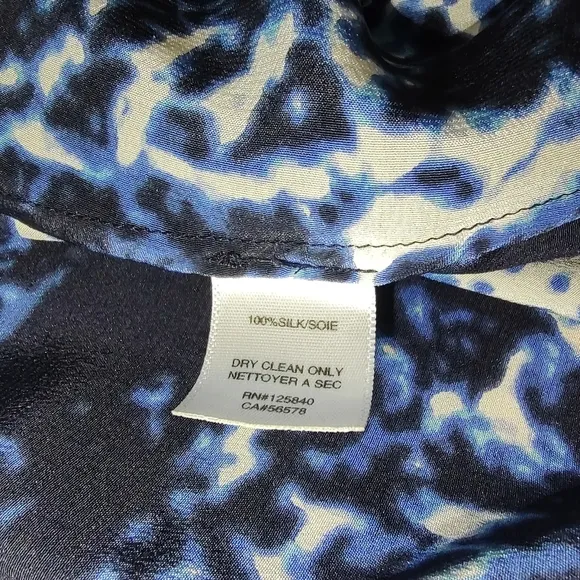 100%SILK/SOIE
DRY CLEAN ONLY
NETTOYER A SEC
RN#125840
CA#56578